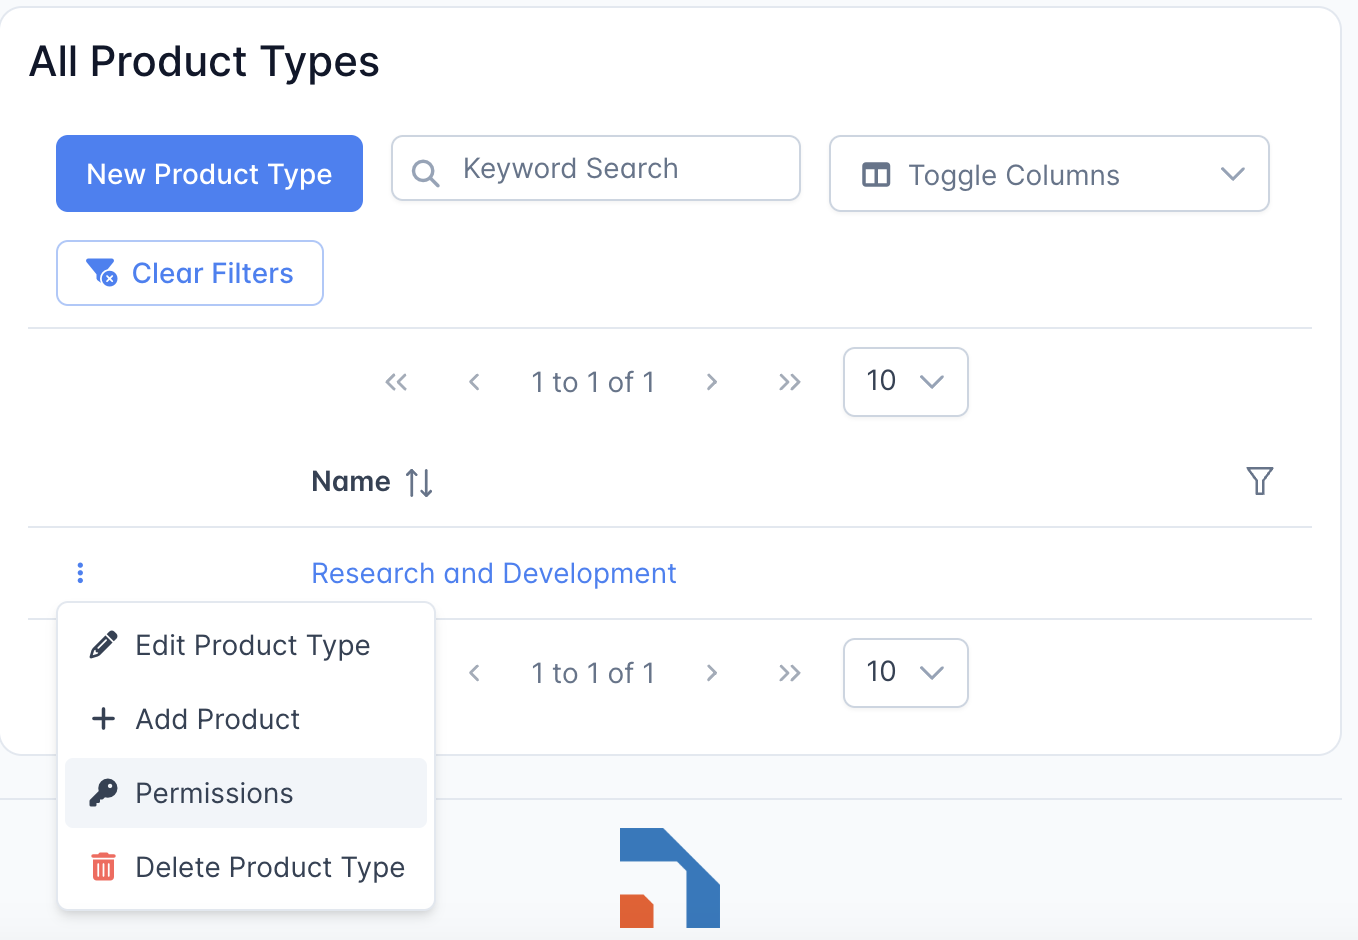 All Product Types
New Product Type
Keyword Search
Toggle Columns
Clear Filters
1 to 1 of 1
10
Name
Research and Development
Edit Product Type
1 to 1 of 1
10
Add Product
Permissions
Delete Product Type